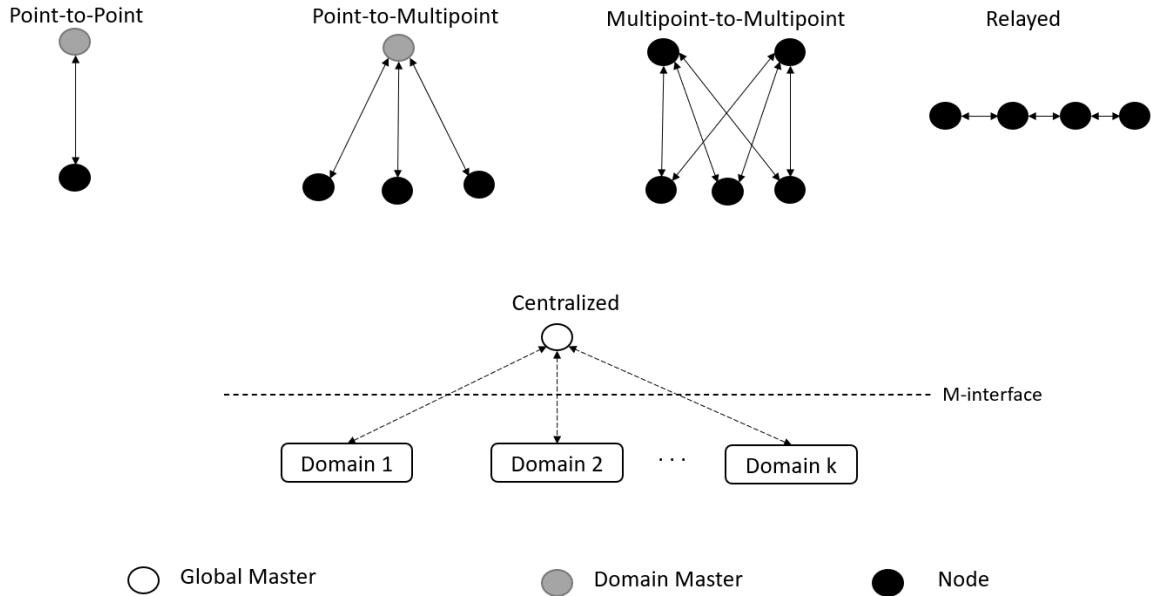 Point-to-Point
Point-to-Multipoint
Multipoint-to-Multipoint
Relayed
Centralized
M-interface
Domain 1
Domain 2
. . .
Domain k
Global Master
Domain Master
Node